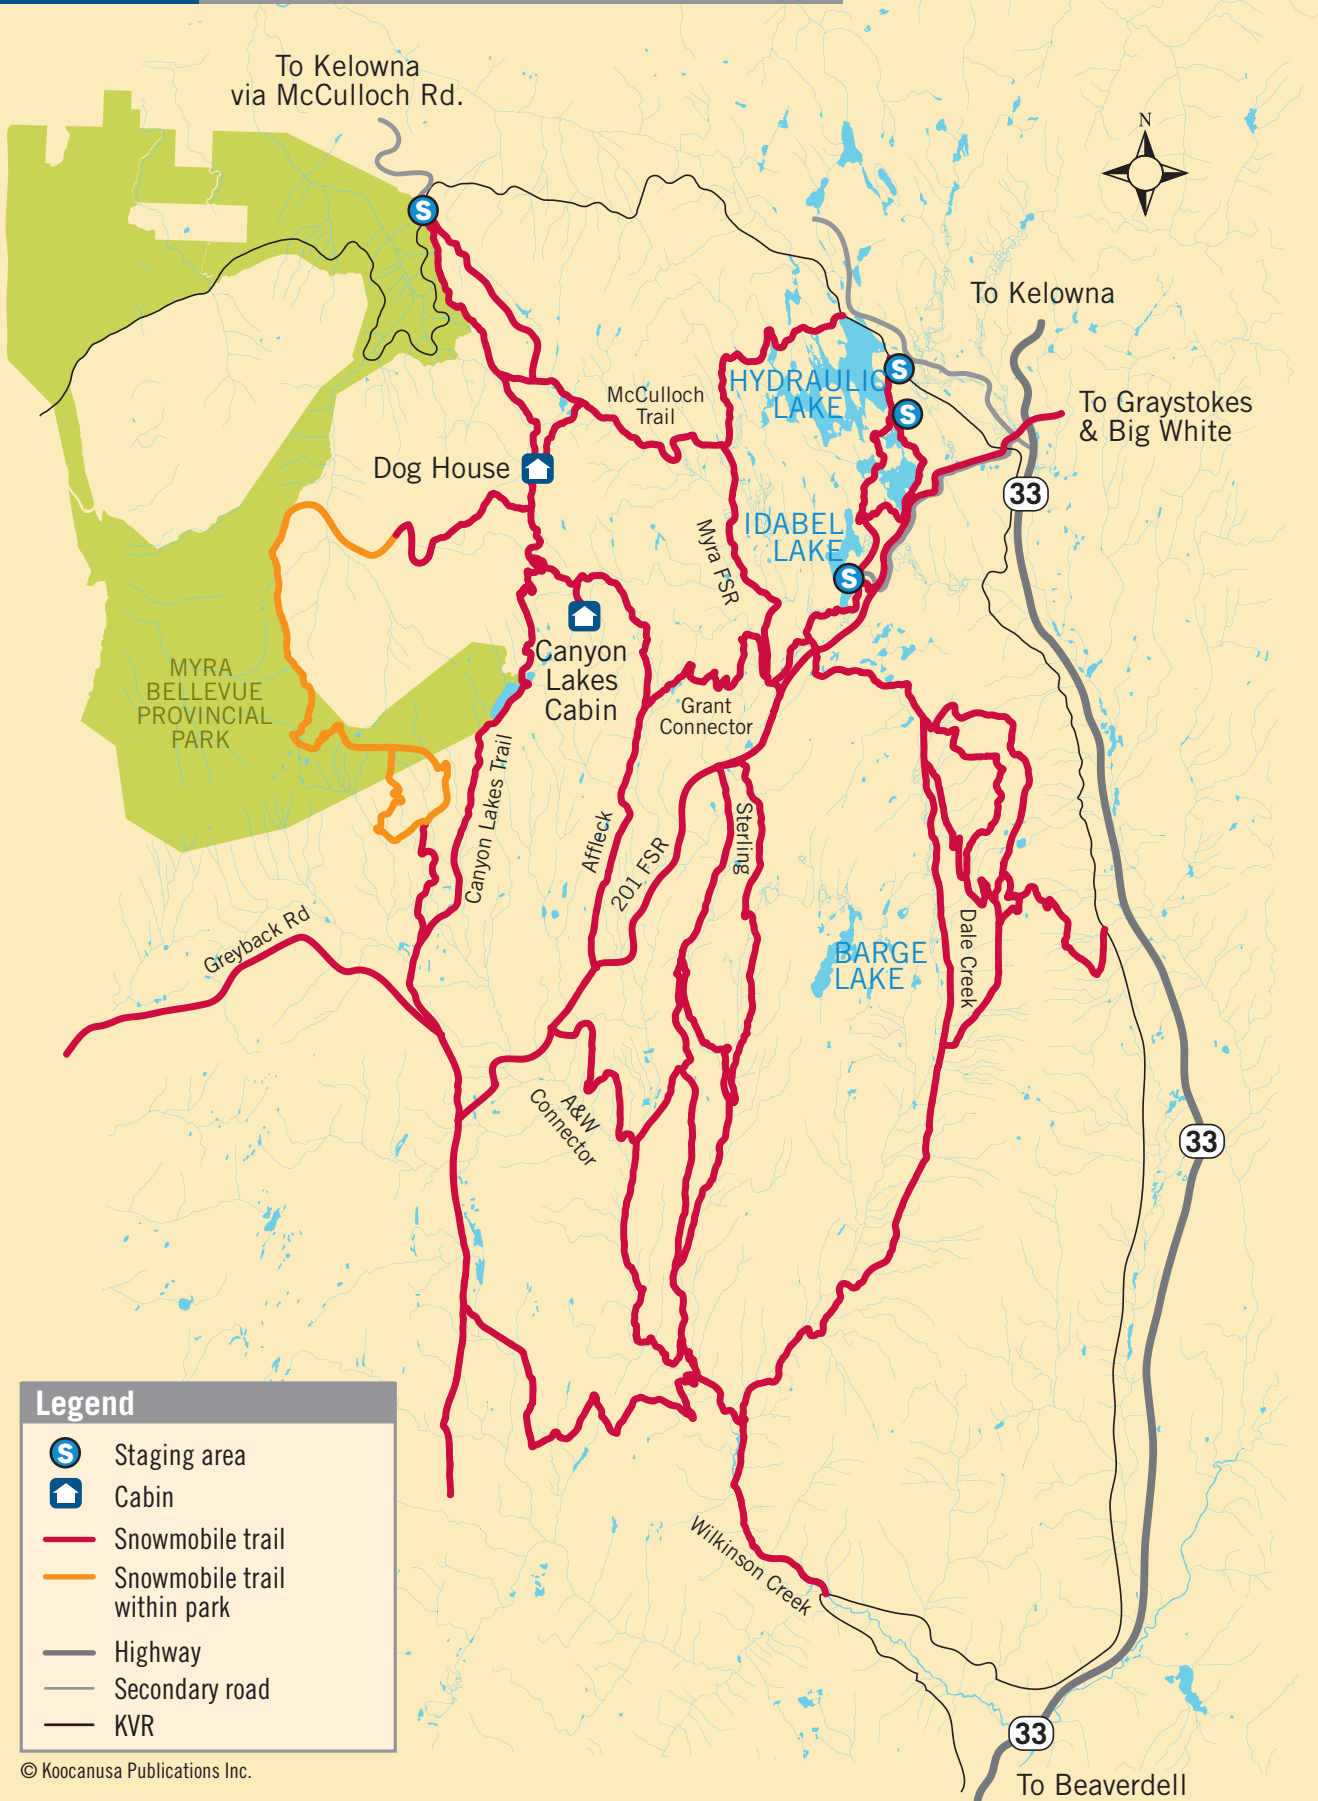 To Kelowna
via McCulloch Rd.
N
S
To Kelowna
S
HYDRAULIC
LAKE
McCulloch
Trail
S
To Graystokes
& Big White
Dog House
33
Myra FSR
IDABEL
LAKE
S
Canyon
Lakes
Cabin
MYRA
BELLEVUE
PROVINCIAL
PARK
Grant
Connector
Canyon Lakes Trail
Affleck
201 FSR
Sterling
Greyback Rd
BARGE
LAKE
Dale Creek
A&W
Connector
33
Legend
S
Staging area
Cabin
Snowmobile trail
Snowmobile trail
within park
Highway
Secondary road
KVR
Wilkinson Creek
33
To Beaverdell
© Koocanusa Publications Inc.